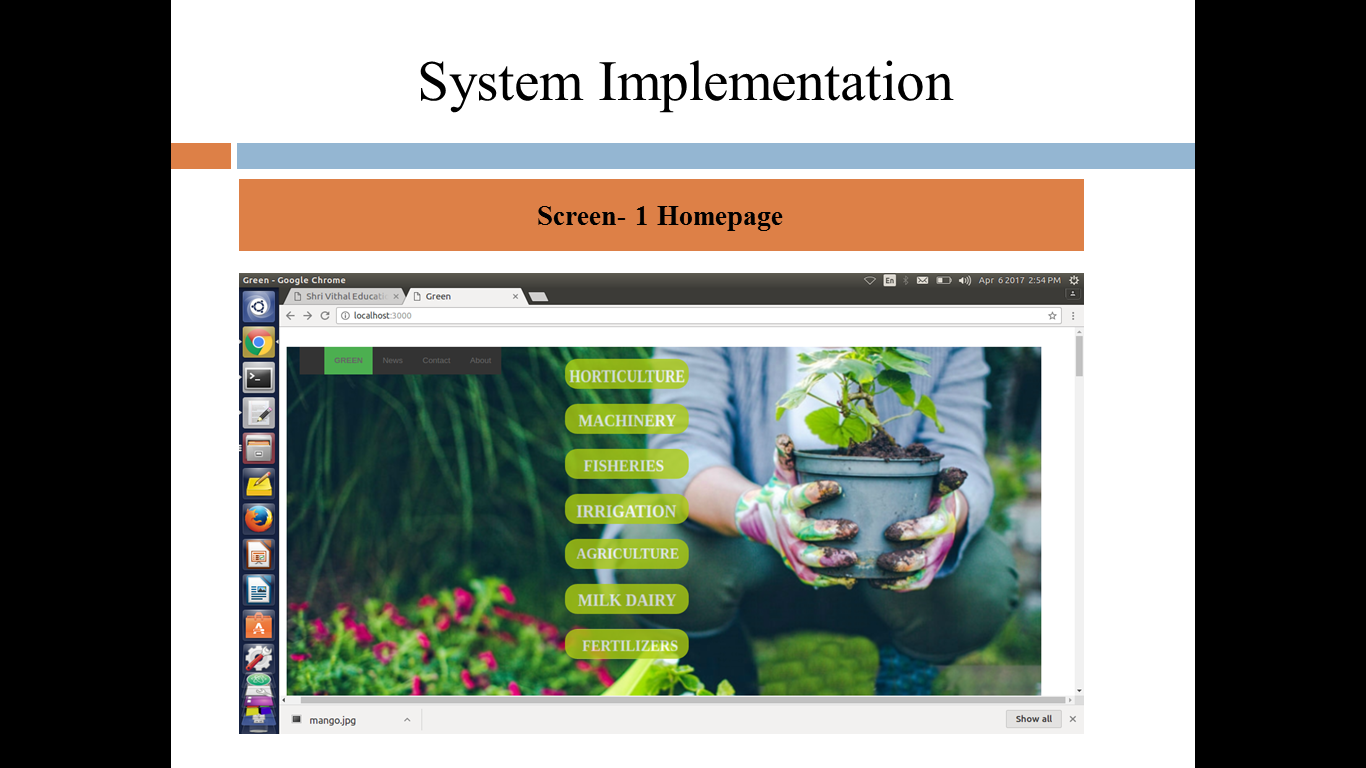 System Implementation
Screen- 1 Homepage
Green - Google Chrome
En
Apr 6 2017 2:54 PM
Shri Vithal Educati
Green
localhost:3000
GREEN News Contact About
HORTICULTURE
MACHINERY
FISHERIES
IRRIGATION
AGRICULTURE
MILK DAIRY
FERTILIZERS
mango.jpg
Show all